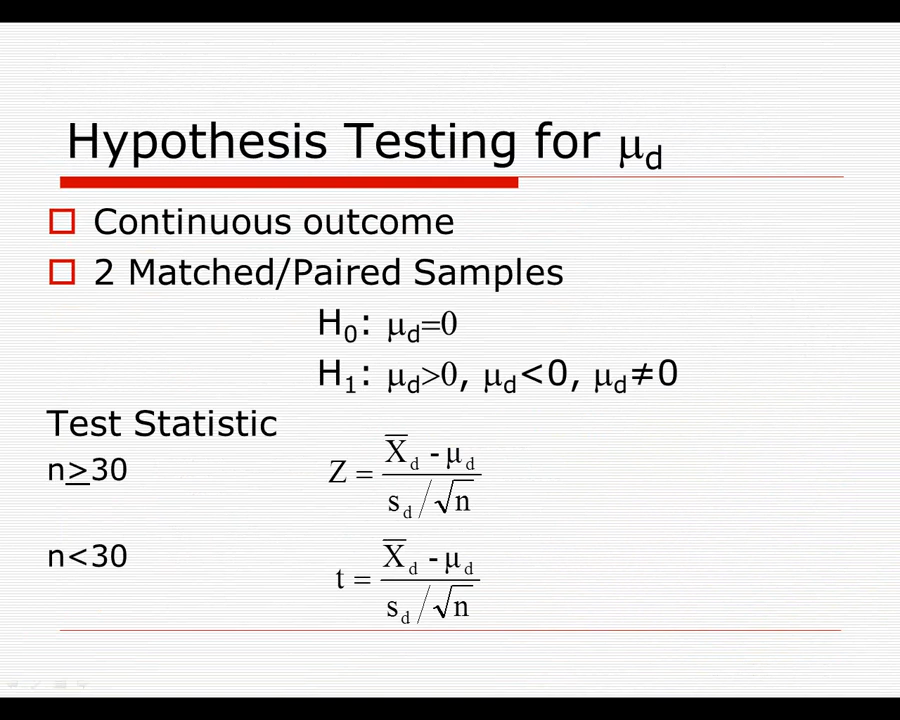 Hypothesis Testing for μd
Continuous outcome
2 Matched/Paired Samples
H0: μd=0
H1: μd>0, μd<0, μd≠0
Test Statistic
n≥30 Z = (X̅d - μd) / (sd/√n)
n<30 t = (X̅d - μd) / (sd/√n)